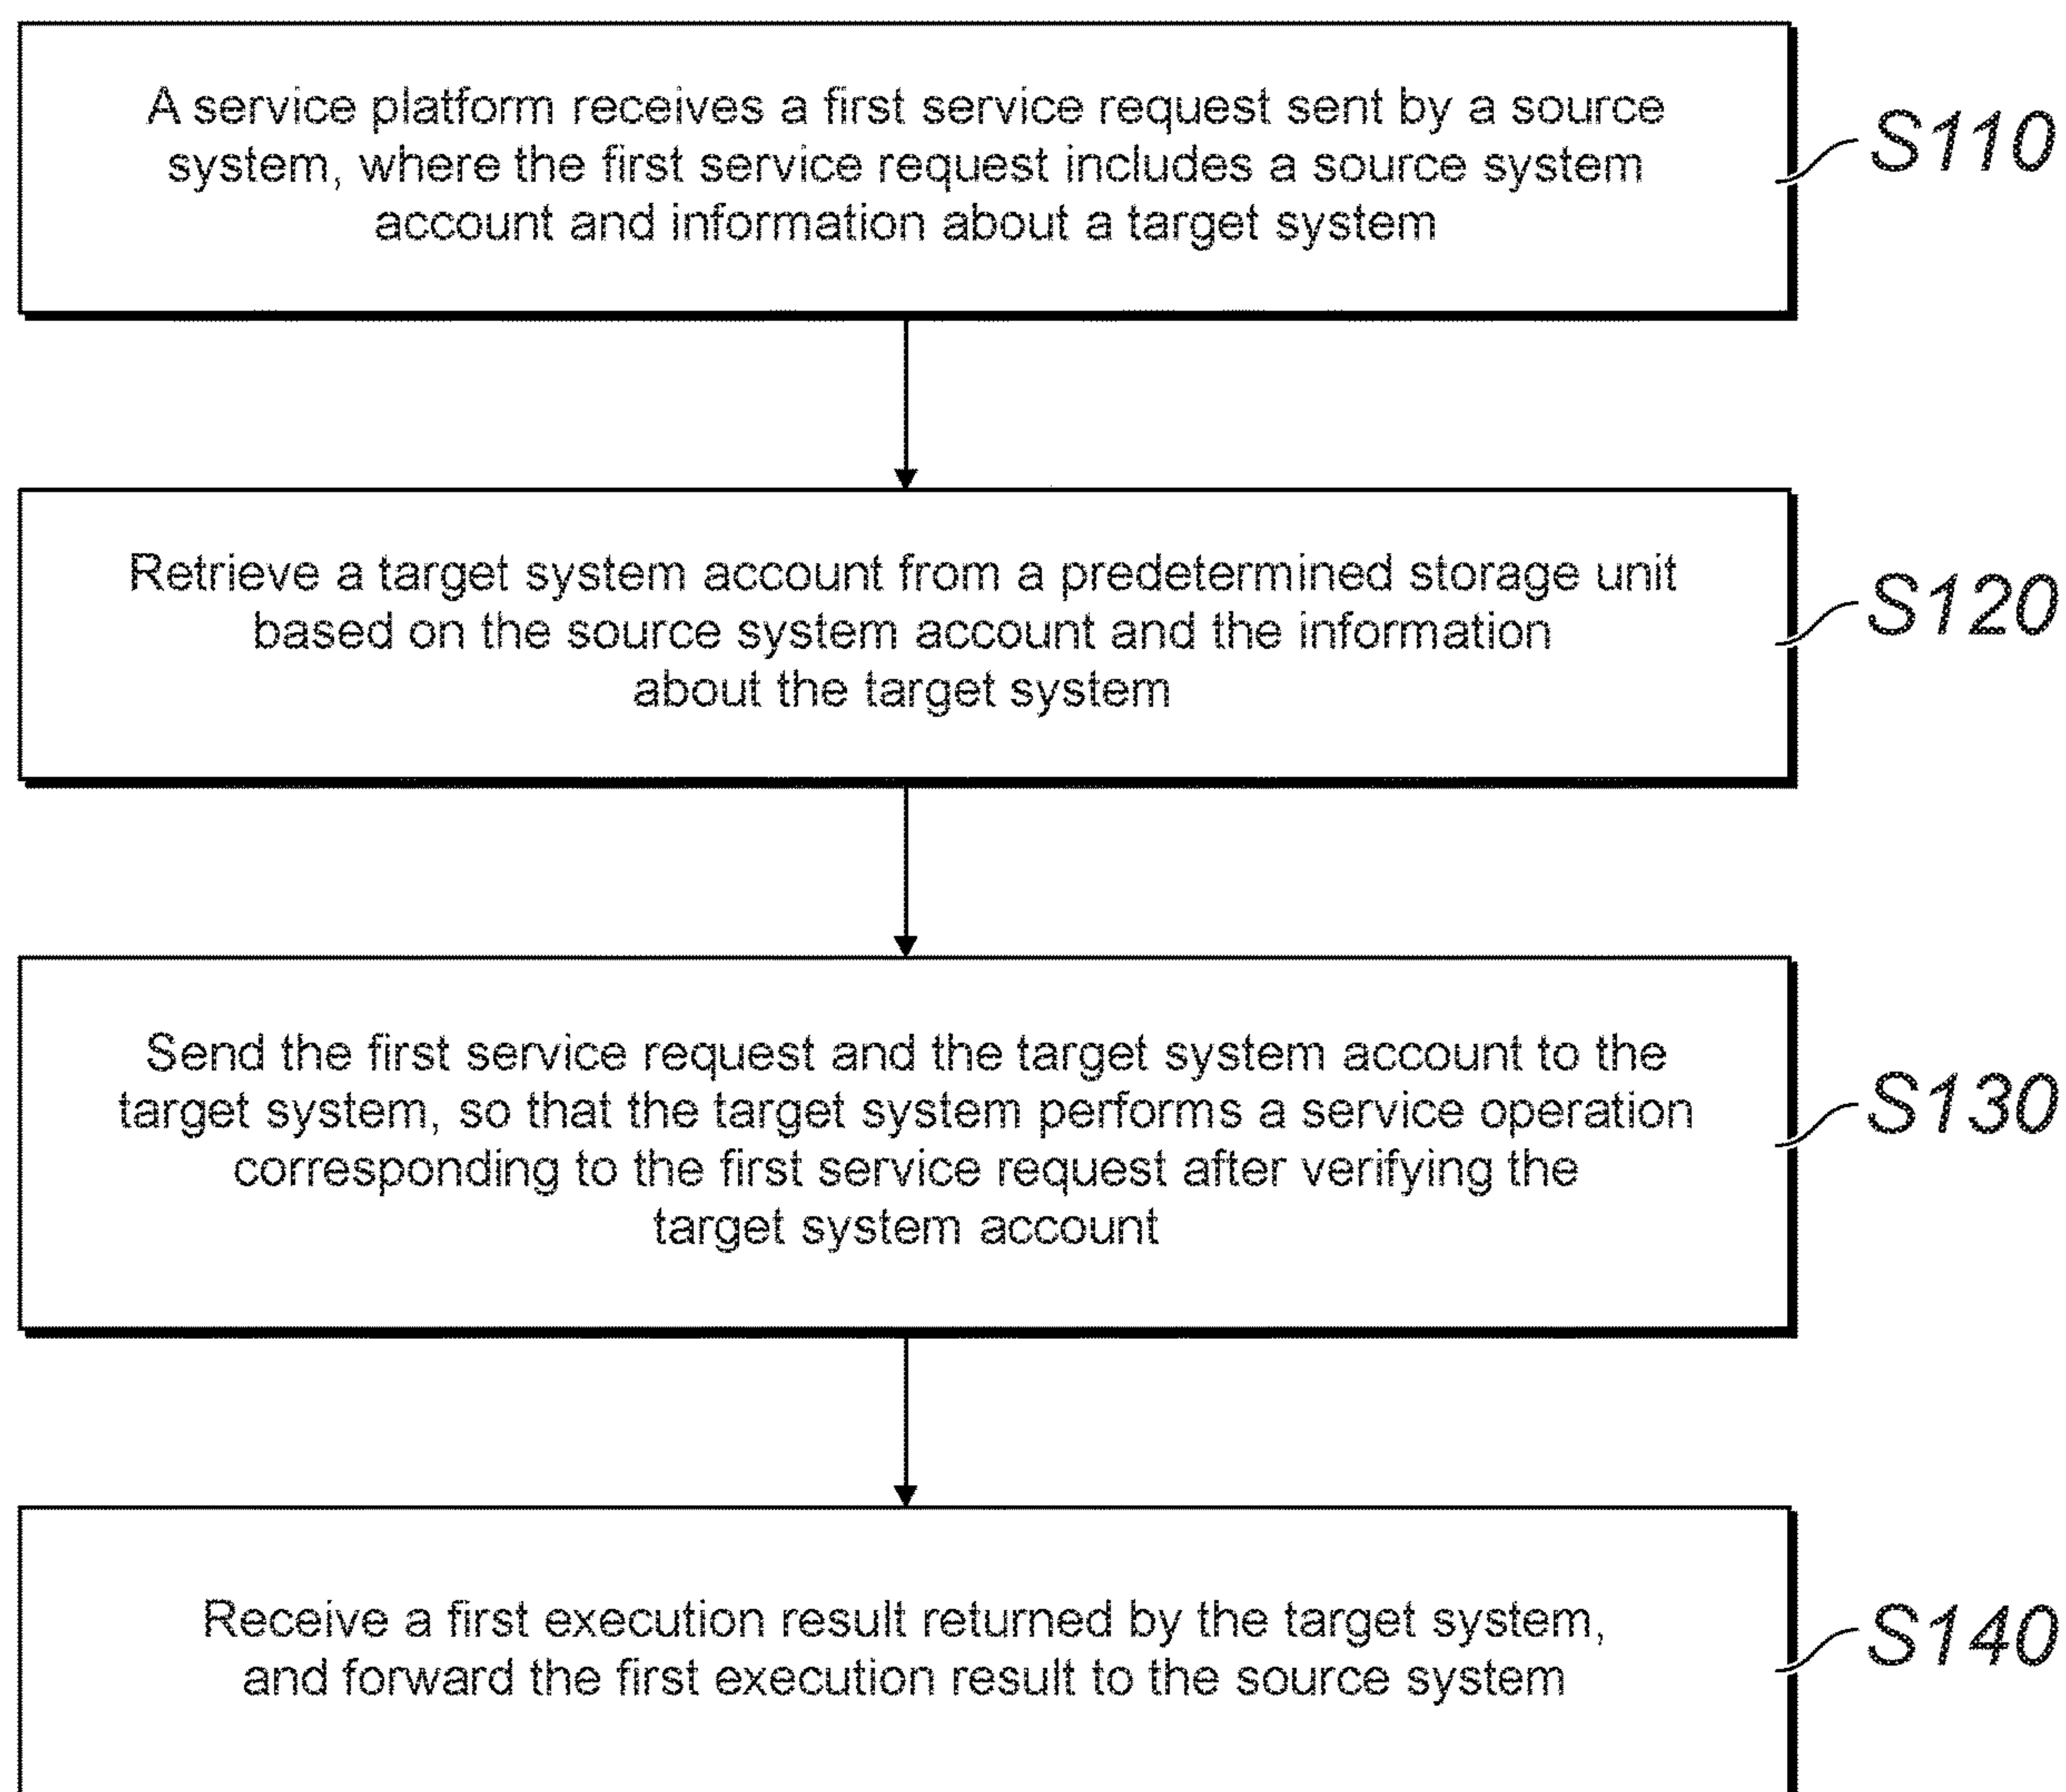 A service platform receives a first service request sent by a source
system, where the first service request includes a source system
account and information about a target system
S110
Retrieve a target system account from a predetermined storage unit
based on the source system account and the information
about the target system
S120
Send the first service request and the target system account to the
target system, so that the target system performs a service operation
corresponding to the first service request after verifying the
target system account
S130
Receive a first execution result returned by the target system,
and forward the first execution result to the source system
S140